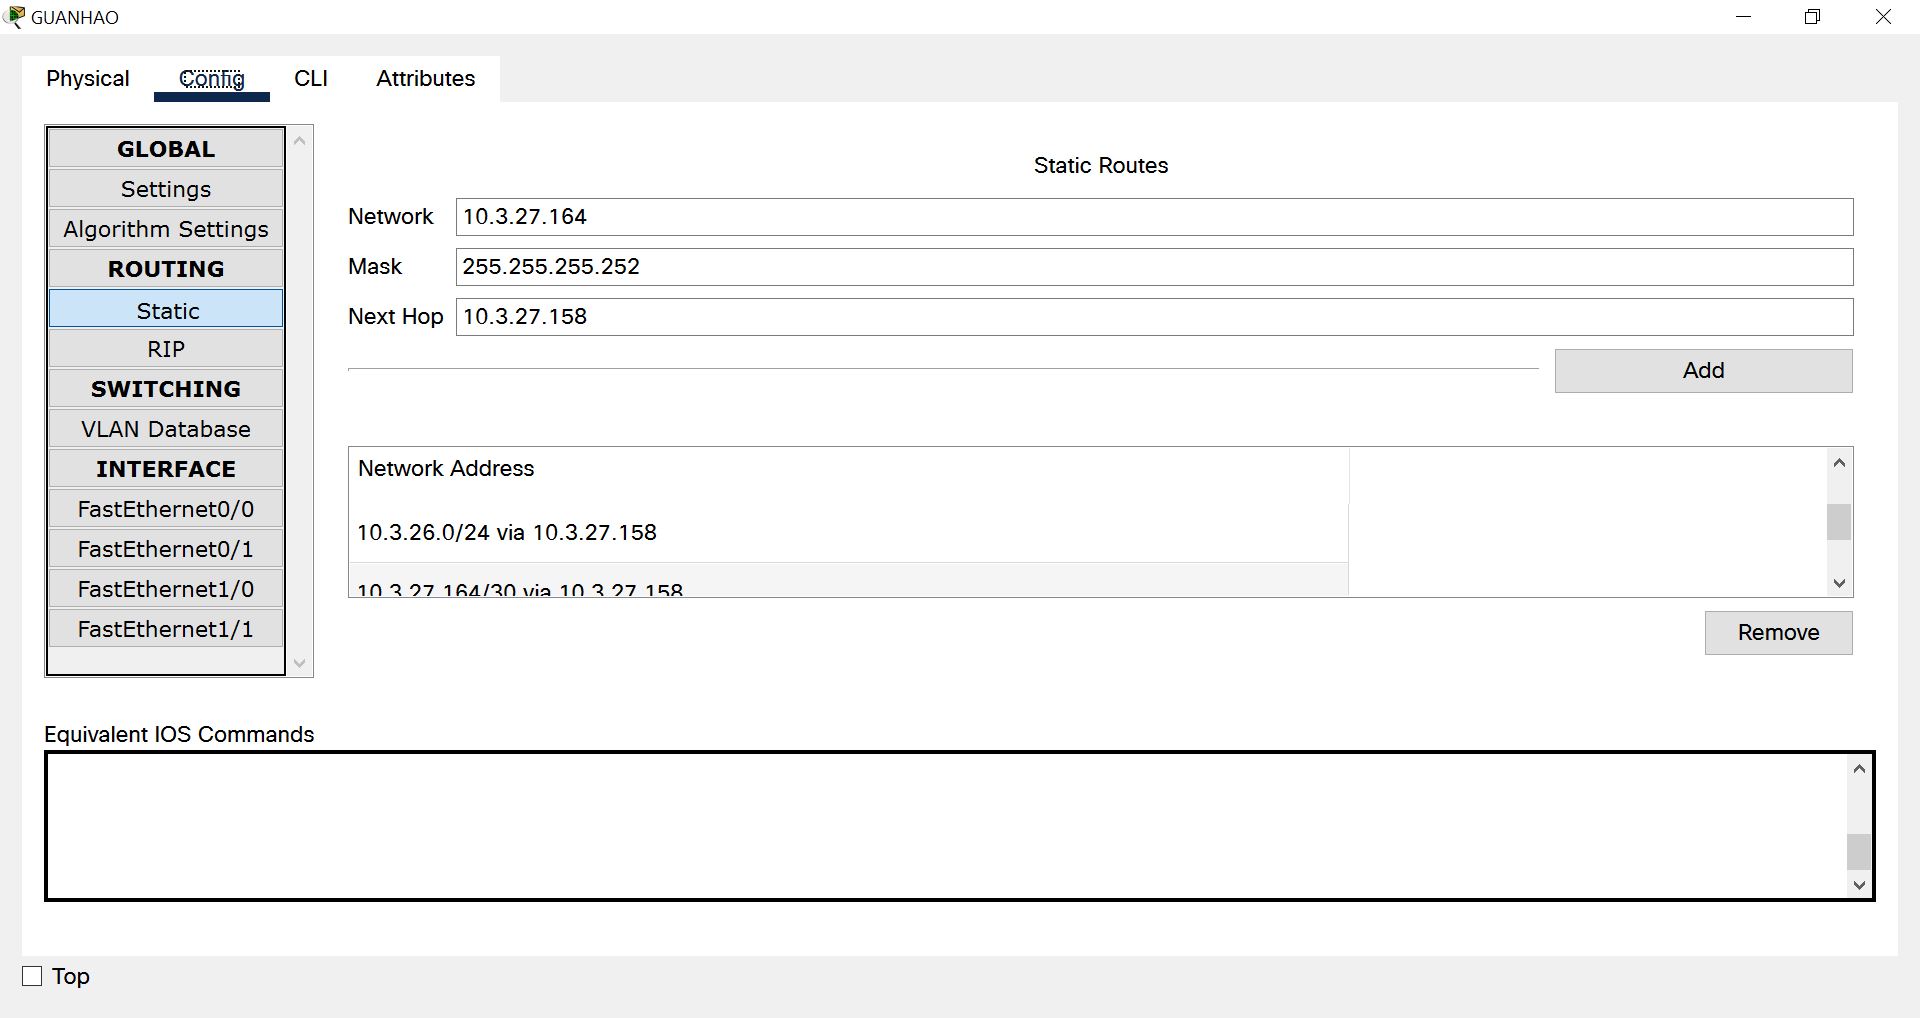 GUANHAO
Physical Config CLI Attributes
GLOBAL
Settings
Algorithm Settings
ROUTING
Static
RIP
SWITCHING
VLAN Database
INTERFACE
FastEthernet0/0
FastEthernet0/1
FastEthernet1/0
FastEthernet1/1
Static Routes
Network 10.3.27.164
Mask 255.255.255.252
Next Hop 10.3.27.158
Add
Network Address
10.3.26.0/24 via 10.3.27.158
10.3.27.164/30 via 10.3.27.158
Remove
Equivalent IOS Commands
Top